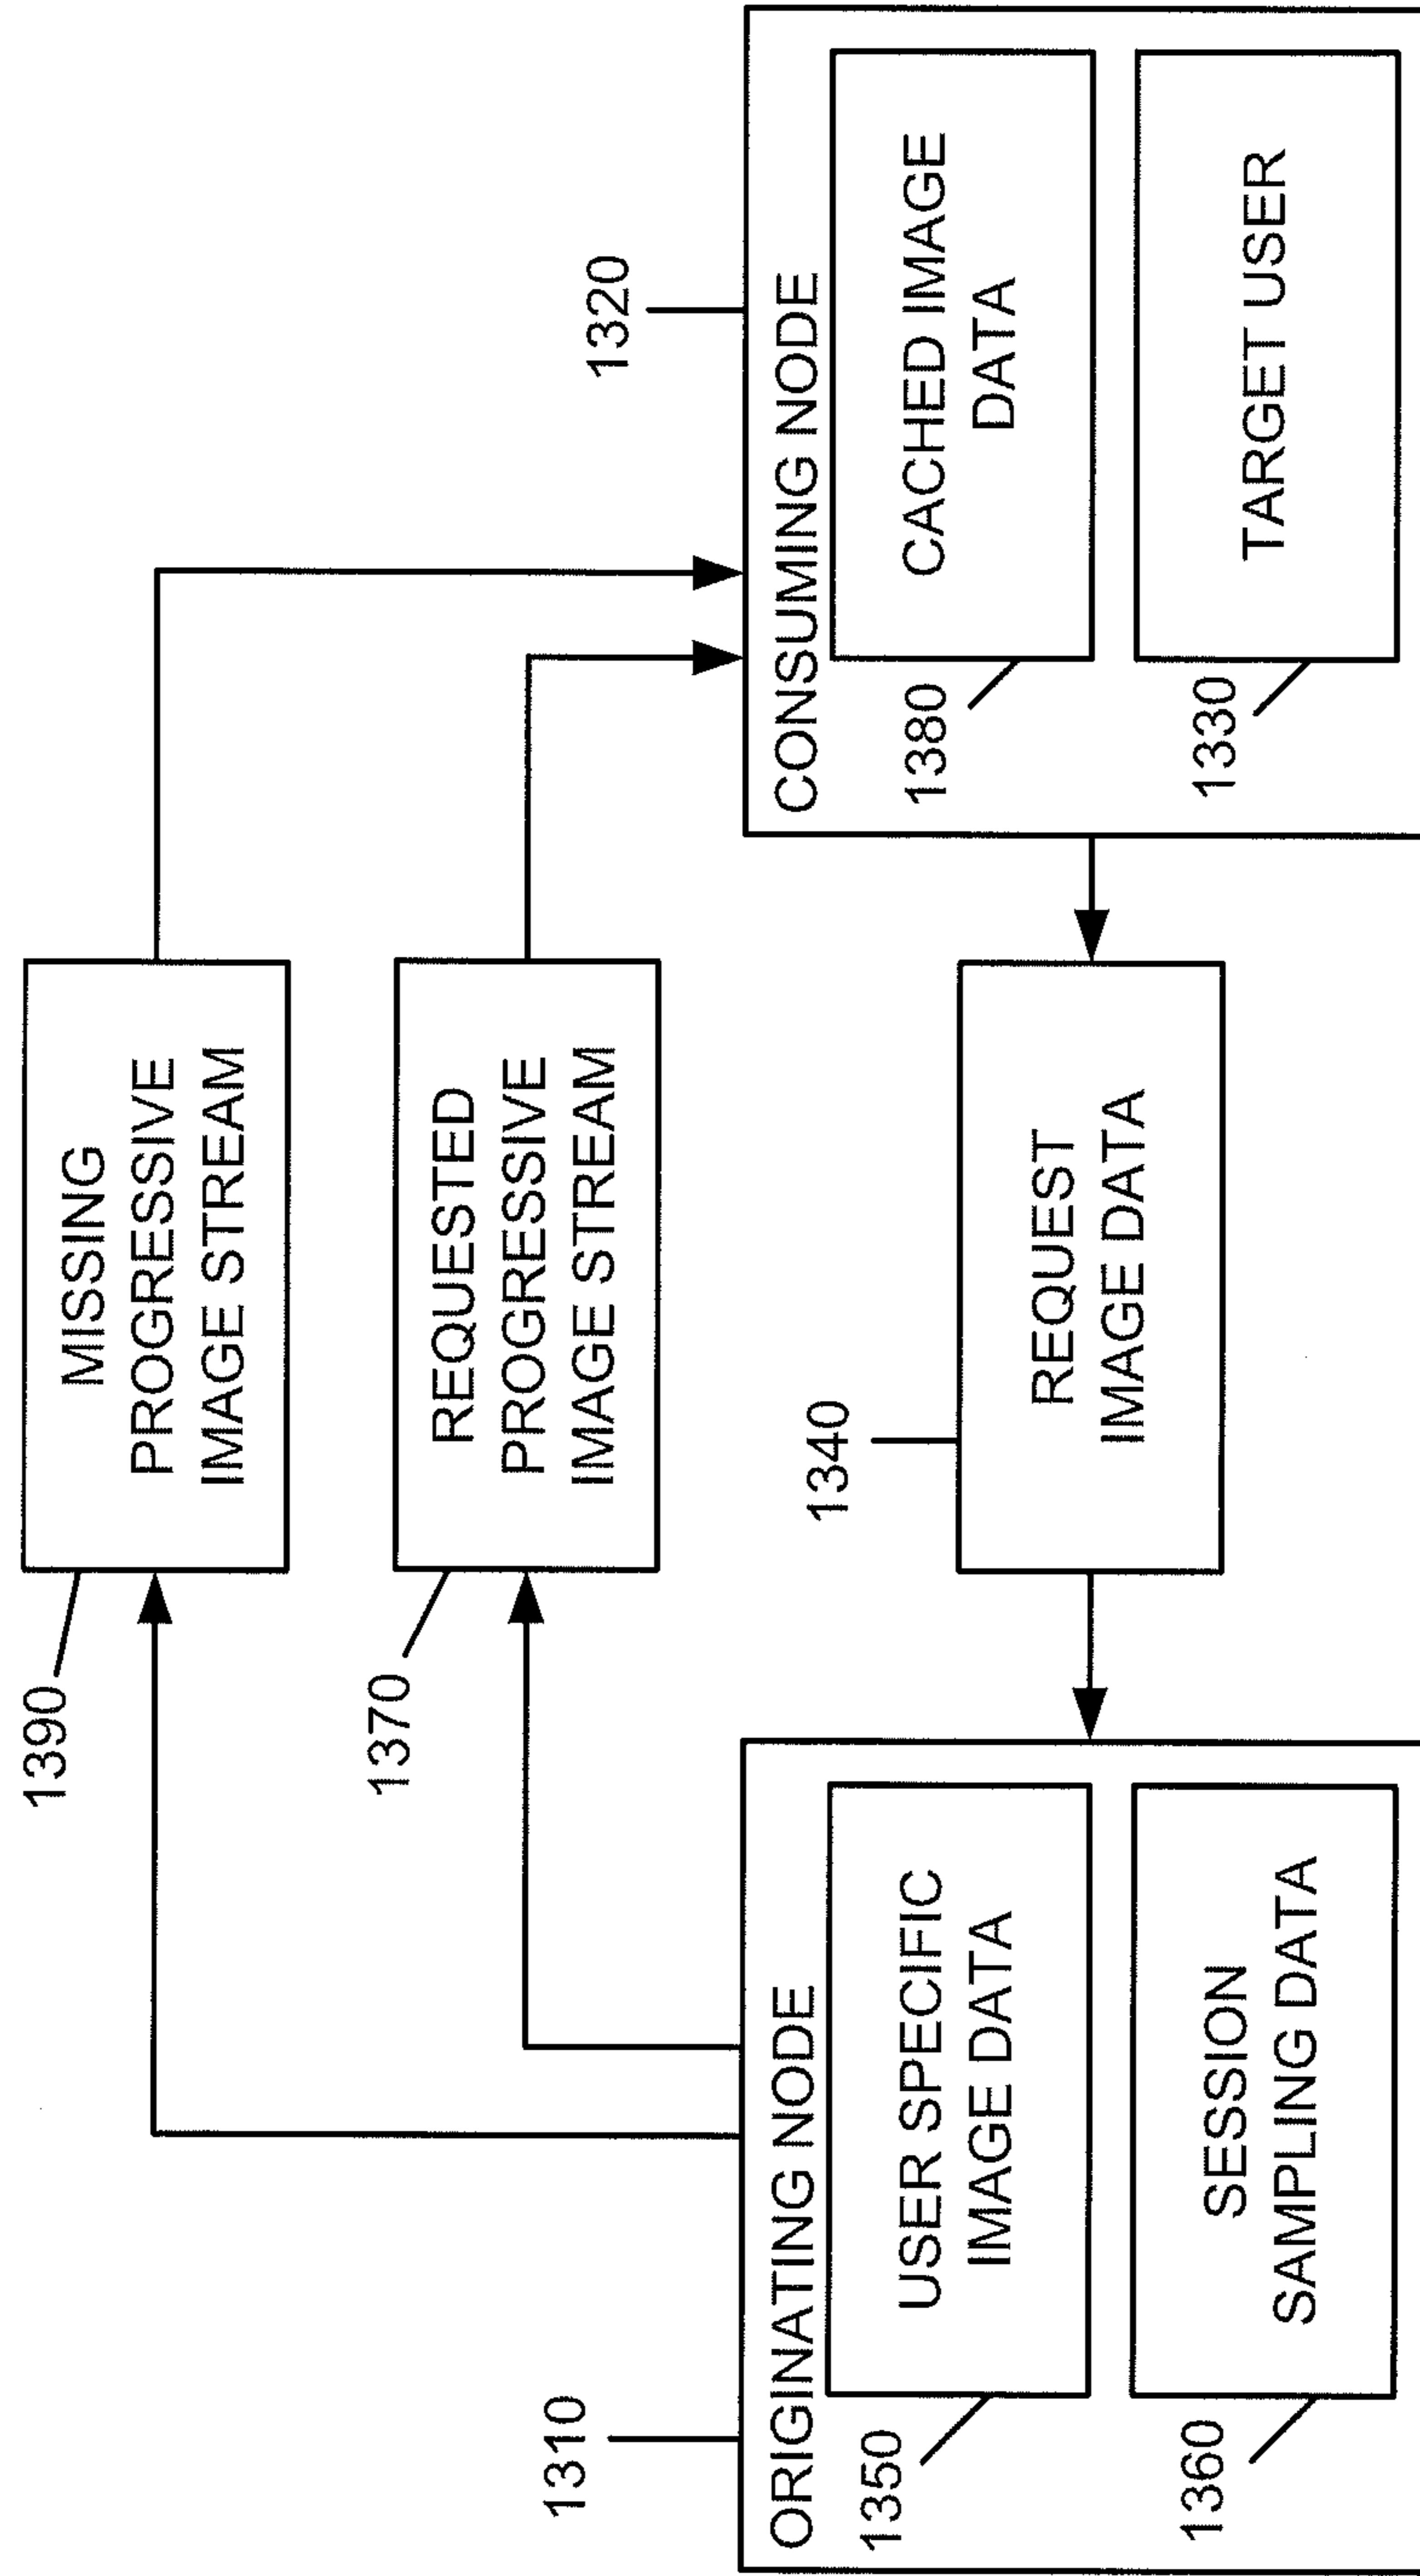 1390
MISSING
PROGRESSIVE
IMAGE STREAM
1370
REQUESTED
PROGRESSIVE
IMAGE STREAM
1310
ORIGINATING NODE
1350
USER SPECIFIC
IMAGE DATA
1360
SESSION
SAMPLING DATA
1340
REQUEST
IMAGE DATA
1320
CONSUMING NODE
1380
CACHED IMAGE
DATA
1330
TARGET USER